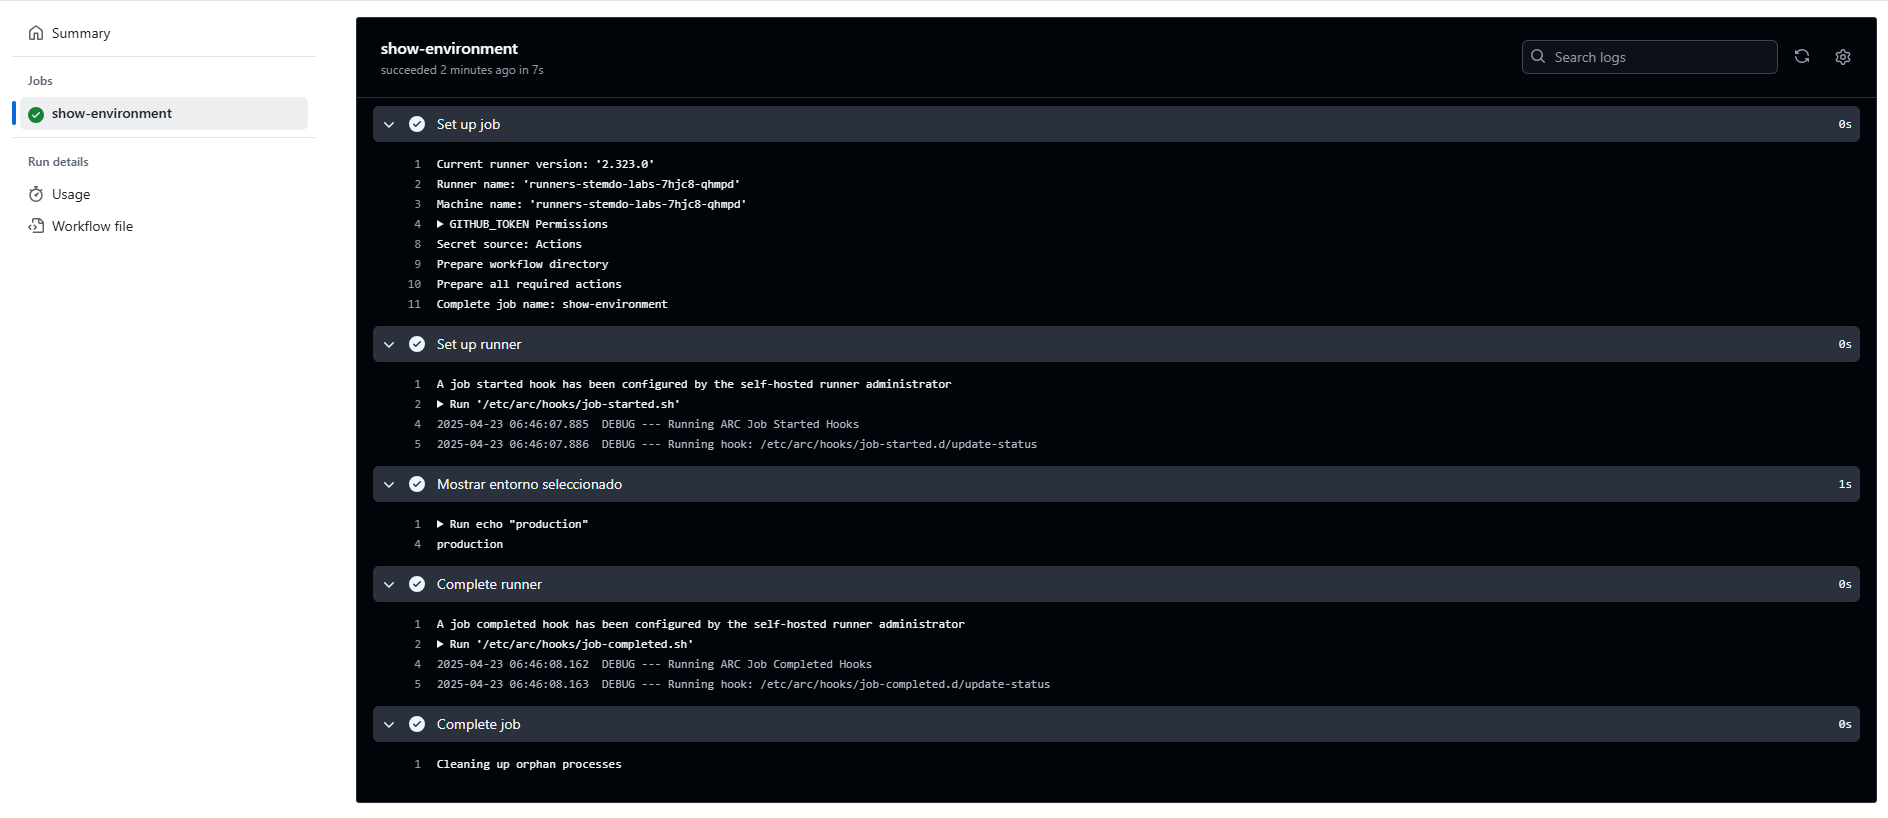 Summary
Jobs
show-environment
Run details
Usage
Workflow file
show-environment
succeeded 2 minutes ago in 7s
Search logs
Set up job 0s
1 Current runner version: '2.323.0'
2 Runner name: 'runners-stemdo-labs-7hjc8-qhmpd'
3 Machine name: 'runners-stemdo-labs-7hjc8-qhmpd'
4 GITHUB_TOKEN Permissions
8 Secret source: Actions
9 Prepare workflow directory
10 Prepare all required actions
11 Complete job name: show-environment
Set up runner 0s
1 A job started hook has been configured by the self-hosted runner administrator
2 Run '/etc/arc/hooks/job-started.sh'
4 2025-04-23 06:46:07.885 DEBUG --- Running ARC Job Started Hooks
5 2025-04-23 06:46:07.886 DEBUG --- Running hook: /etc/arc/hooks/job-started.d/update-status
Mostrar entorno seleccionado 1s
1 Run echo "production"
4 production
Complete runner 0s
1 A job completed hook has been configured by the self-hosted runner administrator
2 Run '/etc/arc/hooks/job-completed.sh'
4 2025-04-23 06:46:08.162 DEBUG --- Running ARC Job Completed Hooks
5 2025-04-23 06:46:08.163 DEBUG --- Running hook: /etc/arc/hooks/job-completed.d/update-status
Complete job 0s
1 Cleaning up orphan processes